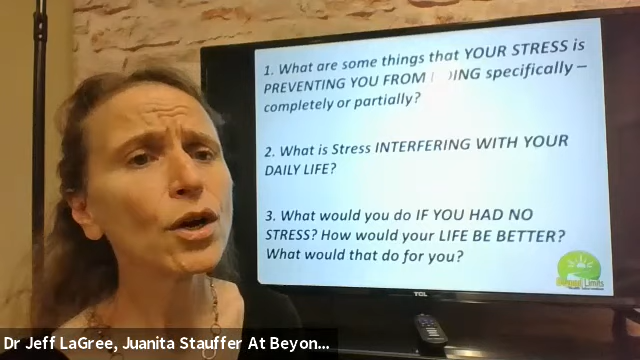 1. What are some things that YOUR STRESS is
PREVENTING YOU FROM ING specifically –
completely or partially?
2. What is Stress INTERFERING WITH YOUR
DAILY LIFE?
3. What would you do IF YOU HAD NO
STRESS? How would your LIFE BE BETTER?
What would that do for you?
Limits
TCL
Dr Jeff LaGree, Juanita Stauffer At Beyon...